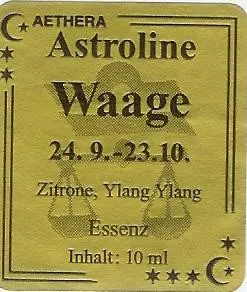 AETHERA
Astroline
Waage
24. 9.-23.10.
Zitrone, Ylang Ylang
Essenz
Inhalt: 10 ml